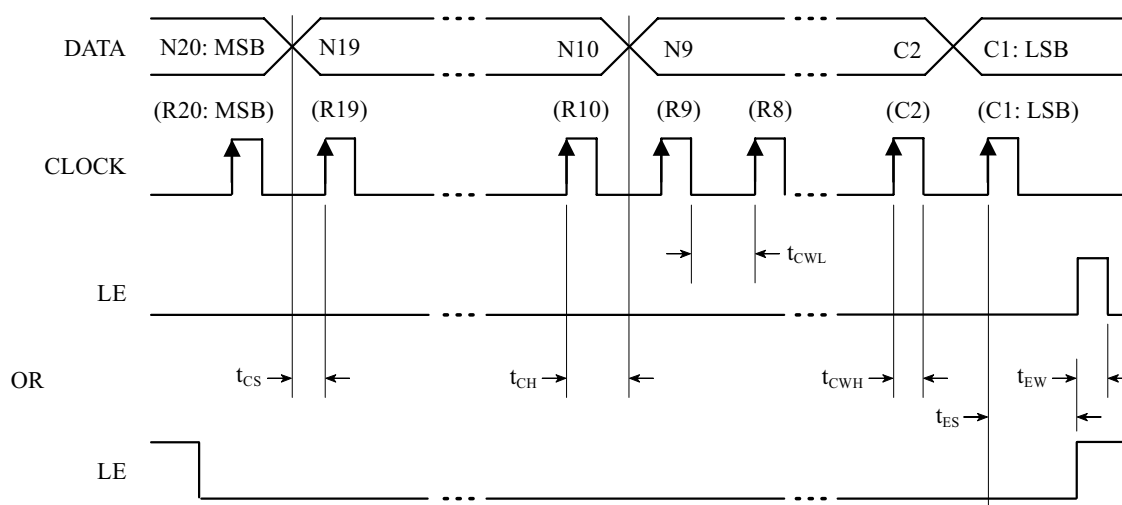 DATA N20: MSB N19 N10 N9 C2 C1: LSB
(R20: MSB) (R19) (R10) (R9) (R8) (C2) (C1: LSB)
CLOCK
tCWL
LE
OR tCS tCH tCWH tEW
tES
LE